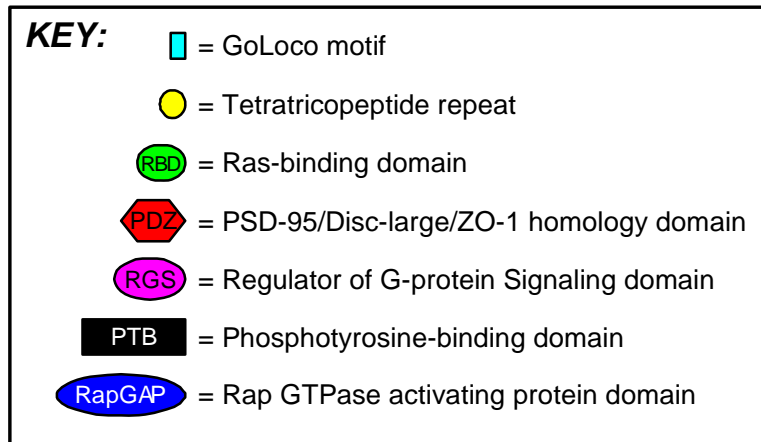 KEY:
= GoLoco motif
= Tetratricopeptide repeat
RBD = Ras-binding domain
PDZ = PSD-95/Disc-large/ZO-1 homology domain
RGS = Regulator of G-protein Signaling domain
PTB = Phosphotyrosine-binding domain
RapGAP = Rap GTPase activating protein domain